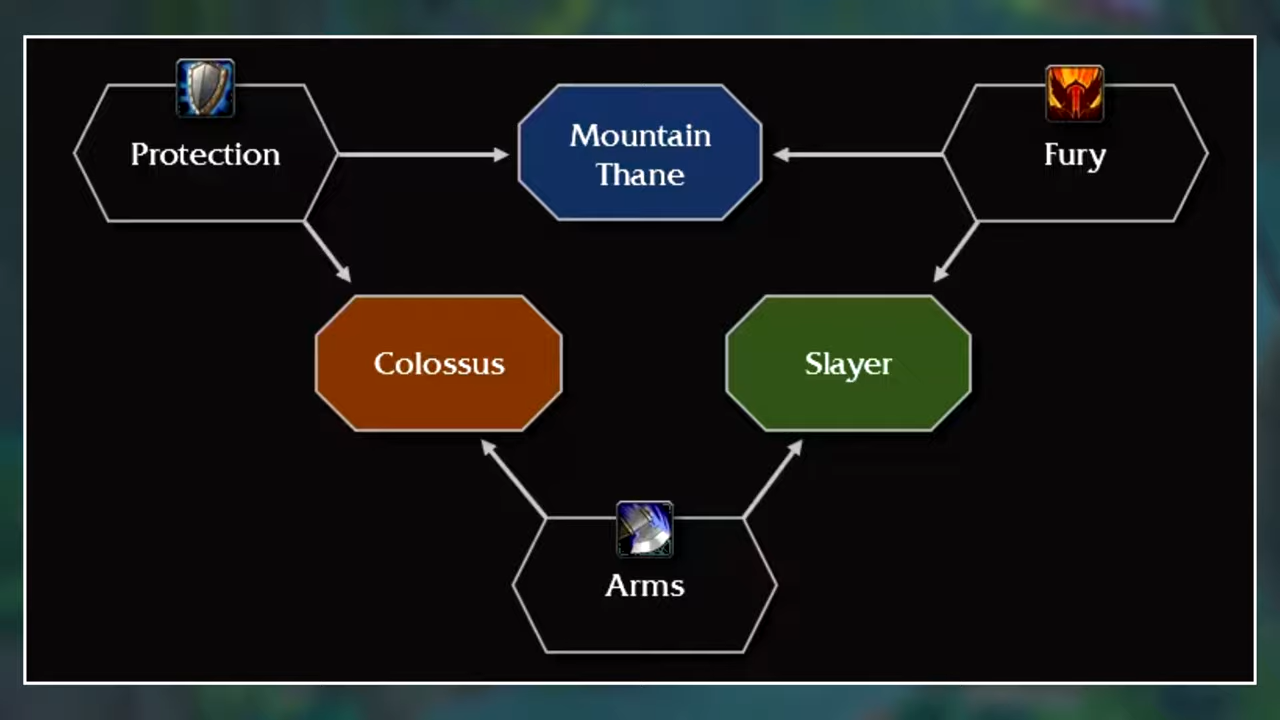 Protection
Mountain
Thane
Fury
Colossus
Slayer
Arms